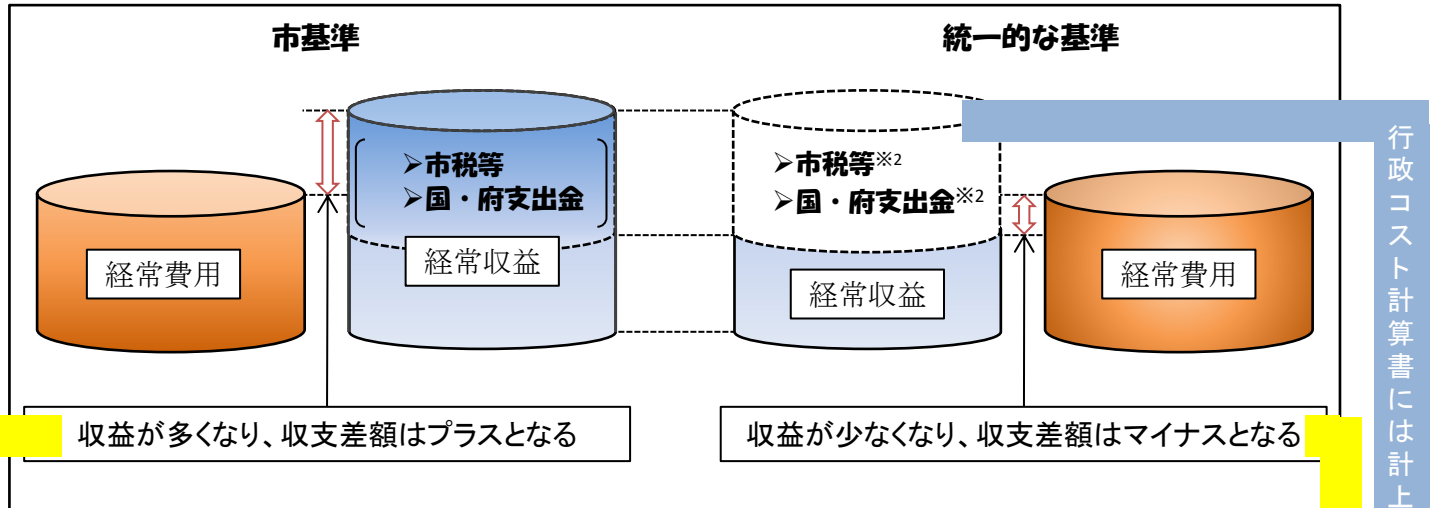 市基準
統一的な基準
➢市税等
➢国・府支出金
経常費用
経常収益
➢市税等※2
➢国・府支出金※2
経常収益
経常費用
収益が多くなり、収支差額はプラスとなる
収益が少なくなり、収支差額はマイナスとなる
行政コスト計算書には計上